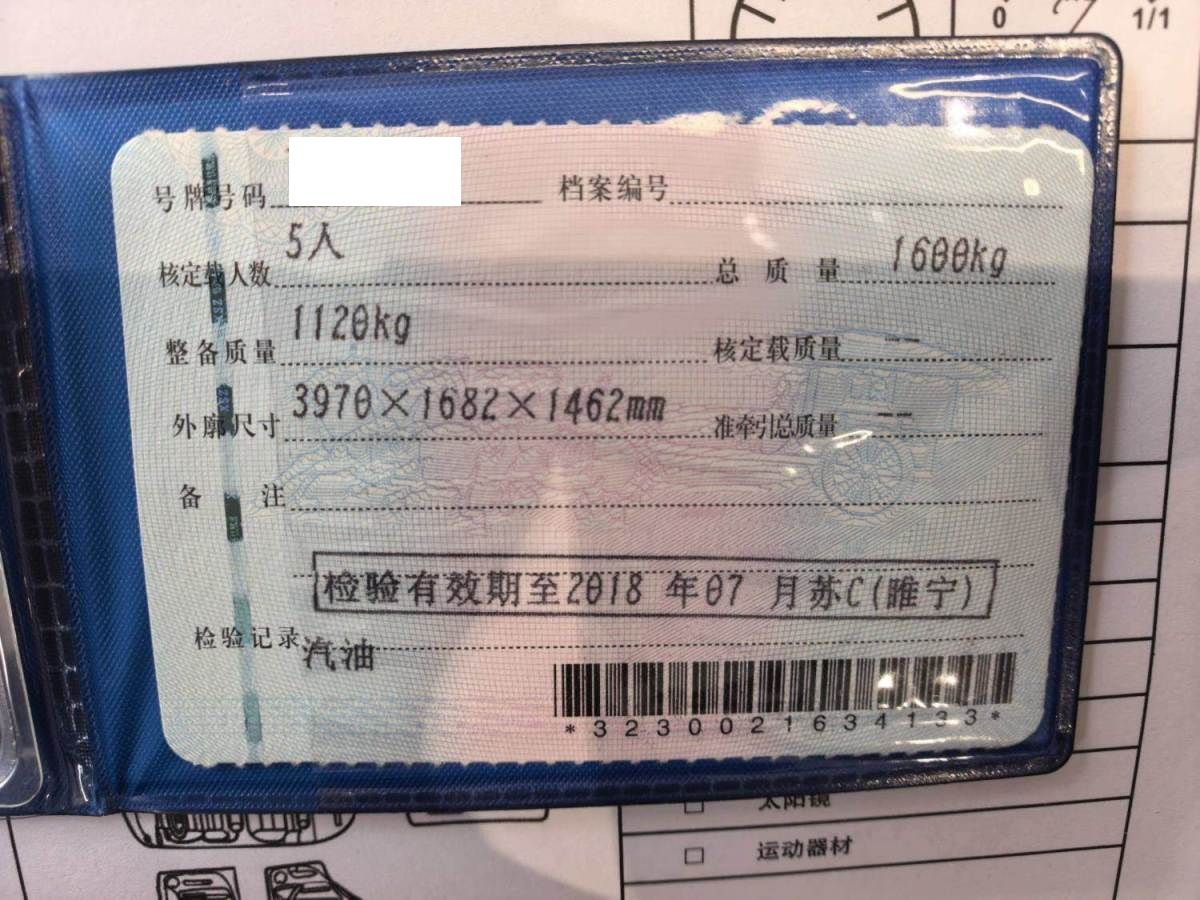 0 1/1
号牌号码 档案编号
核定载人数 5人 总质量 1600kg
整备质量 1120kg 核定载质量 --
外廓尺寸 3970×1682×1462mm 准牵引总质量 --
备注
检验有效期至2018 年07 月苏C(睢宁)
检验记录 汽油
*3230021634133*
□ 太阳镜
□ 运动器材